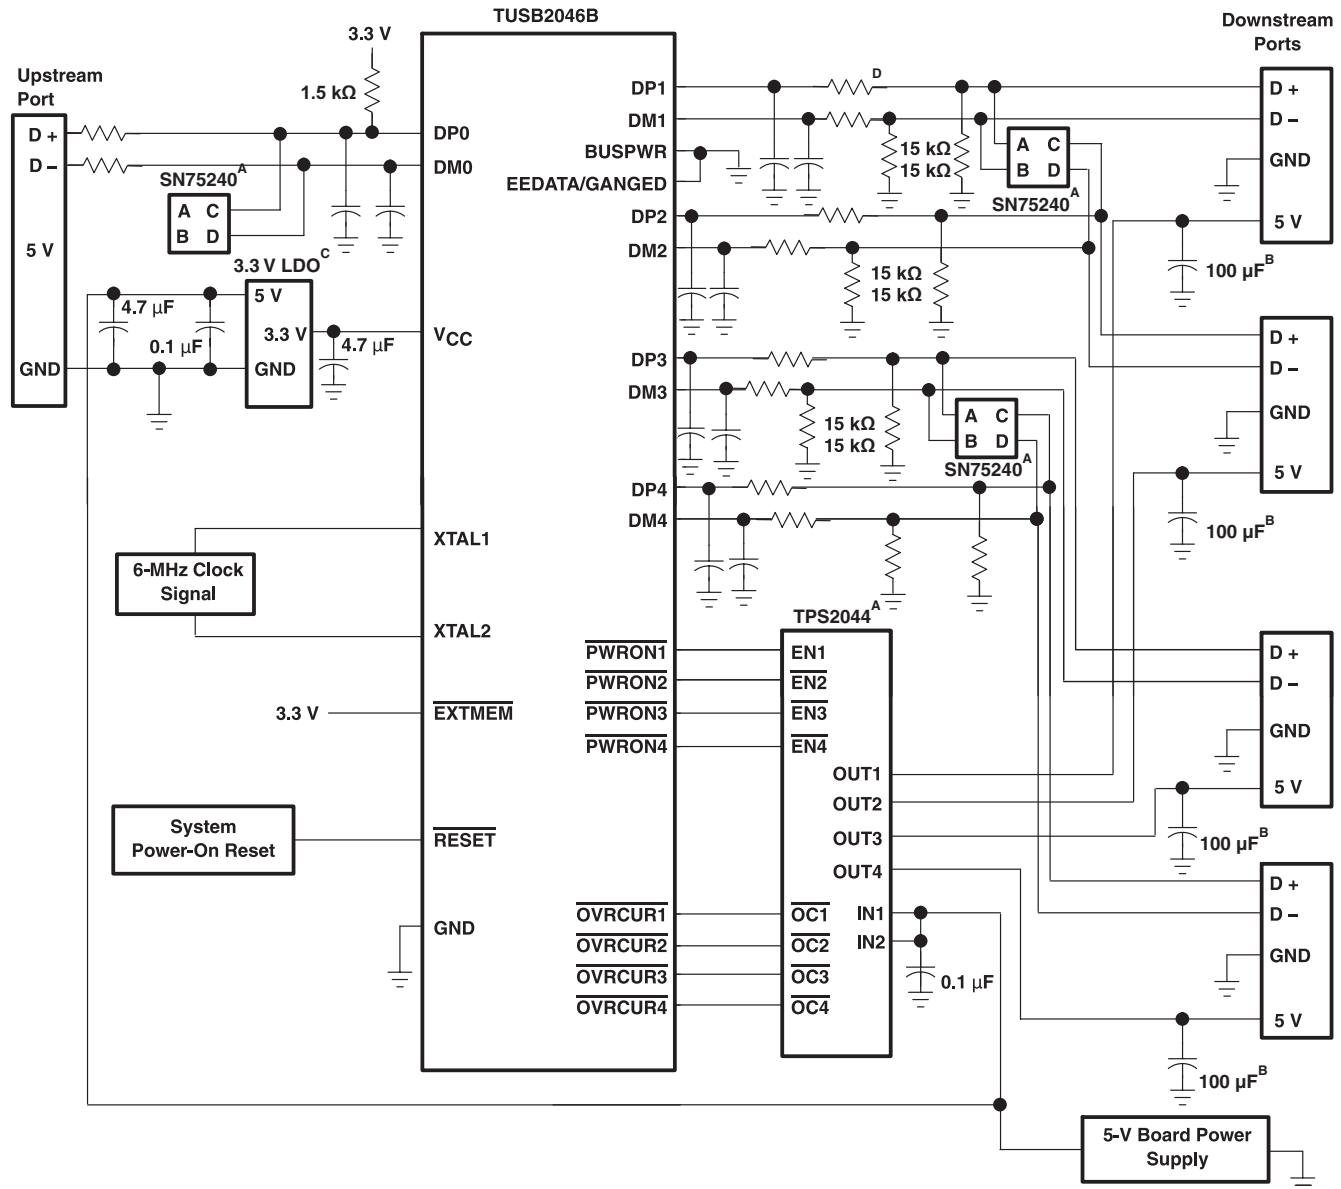 TUSB2046B
Downstream
Ports
3.3 V
Upstream
Port
1.5 kΩ
D +
D –
5 V
GND
SN75240A
A C
B D
3.3 V LDOC
5 V
3.3 V
GND
4.7 µF
0.1 µF
4.7 µF
DP0
DM0
VCC
XTAL1
XTAL2
EXTMEM
RESET
GND
6-MHz Clock
Signal
3.3 V
System
Power-On Reset
DP1
DM1
BUSPWR
EEDATA/GANGED
DP2
DM2
DP3
DM3
DP4
DM4
PWRON1
PWRON2
PWRON3
PWRON4
OVRCUR1
OVRCUR2
OVRCUR3
OVRCUR4
D
15 kΩ
15 kΩ
A C
B D
SN75240A
15 kΩ
15 kΩ
15 kΩ
15 kΩ
A C
B D
SN75240A
TPS2044A
EN1
EN2
EN3
EN4
OUT1
OUT2
OUT3
OUT4
IN1
IN2
OC1
OC2
OC3
OC4
0.1 µF
D +
D –
GND
5 V
100 µFB
D +
D –
GND
5 V
100 µFB
D +
D –
GND
5 V
100 µFB
D +
D –
GND
5 V
100 µFB
5-V Board Power
Supply